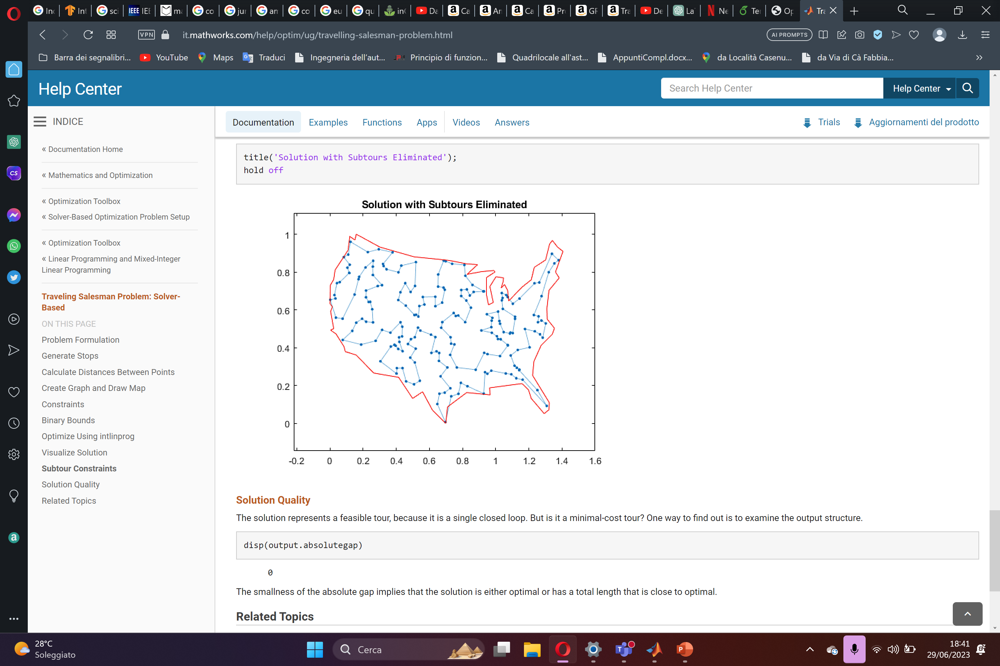 Inc
Int
sci
IEEE IEE
ma
co
jur
am
co
eu
qu
in
Da
Ca
An
Ca
Pr
GF
Tra
De
La
Ne
Te
Op
Tra
VPN
it.mathworks.com/help/optim/ug/travelling-salesman-problem.html
AI PROMPTS
Barra dei segnalibri...
YouTube
Maps
Traduci
Ingegneria dell'aut...
Principio di funzion...
Quadrilocale all'ast...
AppuntiCompl.docx...
da Località Casenu...
da Via di Cà Fabbia...
Help Center
Search Help Center
Help Center
INDICE
Documentation
Examples
Functions
Apps
Videos
Answers
Trials
Aggiornamenti del prodotto
« Documentation Home
« Mathematics and Optimization
« Optimization Toolbox
« Solver-Based Optimization Problem Setup
« Optimization Toolbox
« Linear Programming and Mixed-Integer
Linear Programming
Traveling Salesman Problem: Solver-
Based
ON THIS PAGE
Problem Formulation
Generate Stops
Calculate Distances Between Points
Create Graph and Draw Map
Constraints
Binary Bounds
Optimize Using intlinprog
Visualize Solution
Subtour Constraints
Solution Quality
Related Topics
title('Solution with Subtours Eliminated');
hold off
Solution with Subtours Eliminated
1
0.8
0.6
0.4
0.2
0
-0.2 0 0.2 0.4 0.6 0.8 1 1.2 1.4 1.6
Solution Quality
The solution represents a feasible tour, because it is a single closed loop. But is it a minimal-cost tour? One way to find out is to examine the output structure.
disp(output.absolutegap)
0
The smallness of the absolute gap implies that the solution is either optimal or has a total length that is close to optimal.
Related Topics
CS
28°C
Soleggiato
Cerca
18:41
29/06/2023